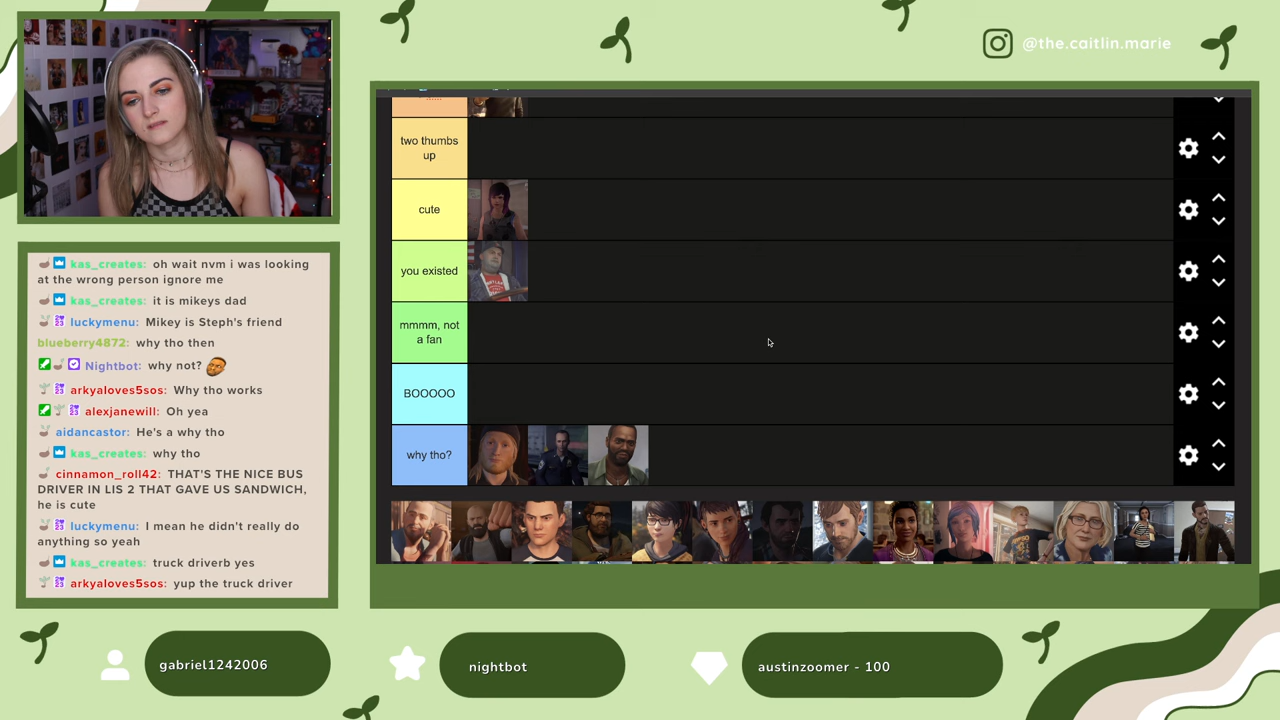 @the.caitlin.marie
two thumbs
up
cute
you existed
mmmm, not
a fan
BOOOOO
why tho?
kas_creates: oh wait nvm i was looking
at the wrong person ignore me
kas_creates: it is mikeys dad
luckymenu: Mikey is Steph's friend
blueberry4872: why tho then
Nightbot: why not?
arkyaloves5sos: Why tho works
alexjanewill: Oh yea
aidancastor: He's a why tho
kas_creates: why tho
cinnamon_roll42: THAT'S THE NICE BUS
DRIVER IN LIS 2 THAT GAVE US SANDWICH,
he is cute
luckymenu: I mean he didn't really do
anything so yeah
kas_creates: truck driverb yes
arkyaloves5sos: yup the truck driver
gabriel1242006
nightbot
austinzoomer - 100